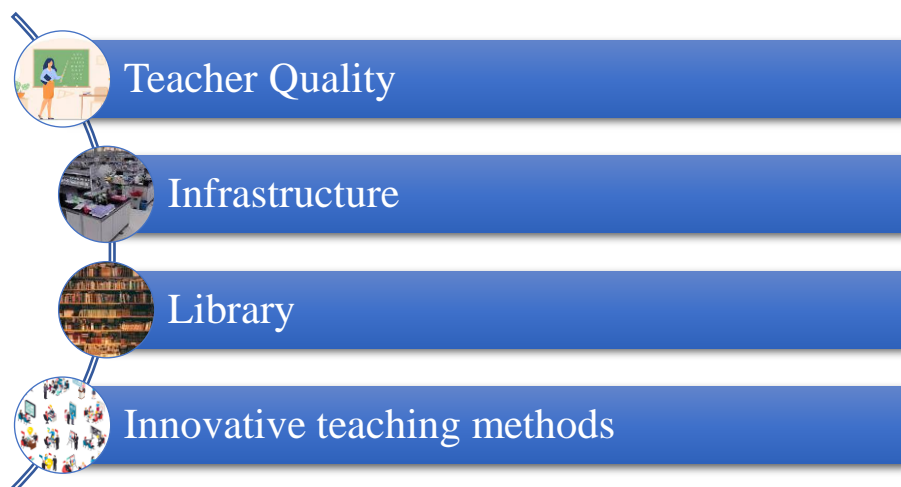 Teacher Quality
Infrastructure
Library
Innovative teaching methods